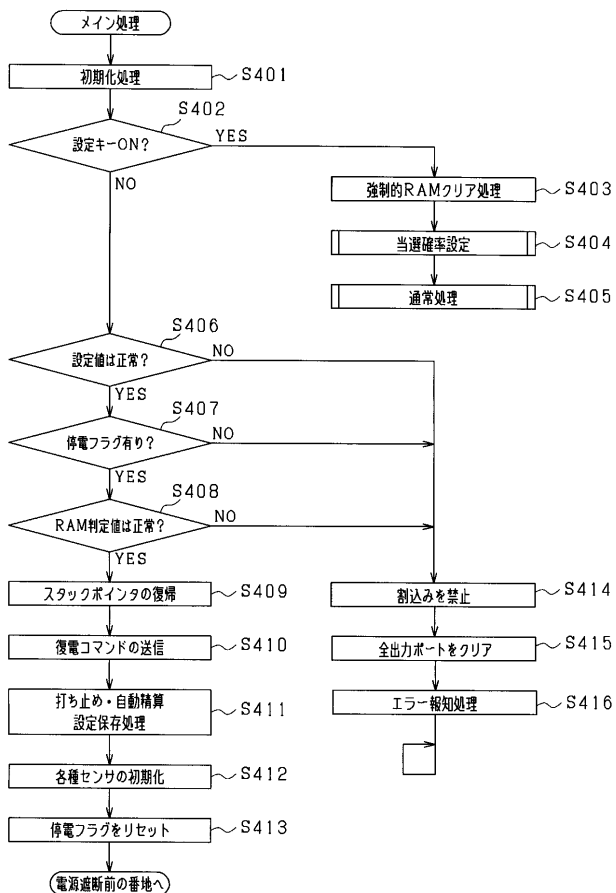 メイン処理
初期化処理 S401
S402
設定キーON?
YES
NO
強制的RAMクリア処理 S403
当選確率設定 S404
通常処理 S405
S406
設定値は正常?
NO
YES
S407
停電フラグ有り?
NO
YES
S408
RAM判定値は正常?
NO
YES
スタックポインタの復帰 S409
復電コマンドの送信 S410
打ち止め・自動精算
設定保存処理 S411
各種センサの初期化 S412
停電フラグをリセット S413
電源遮断前の番地へ
割込みを禁止 S414
全出力ポートをクリア S415
エラー報知処理 S416